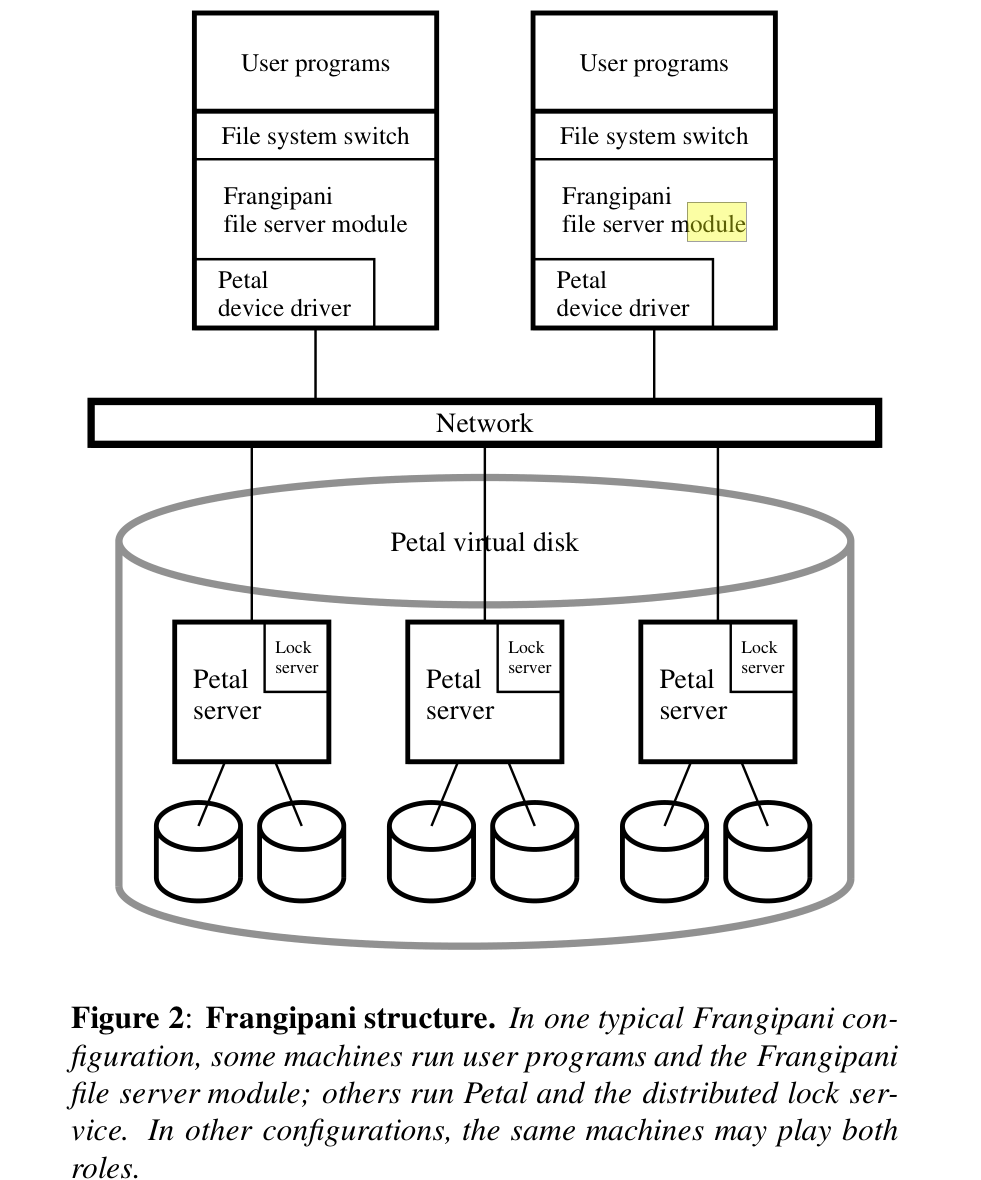 User programs
File system switch
Frangipani
file server module
Petal
device driver
User programs
File system switch
Frangipani
file server module
Petal
device driver
Network
Petal virtual disk
Petal
server
Lock
server
Petal
server
Lock
server
Petal
server
Lock
server
Figure 2: Frangipani structure. In one typical Frangipani con-
figuration, some machines run user programs and the Frangipani
file server module; others run Petal and the distributed lock ser-
vice. In other configurations, the same machines may play both
roles.